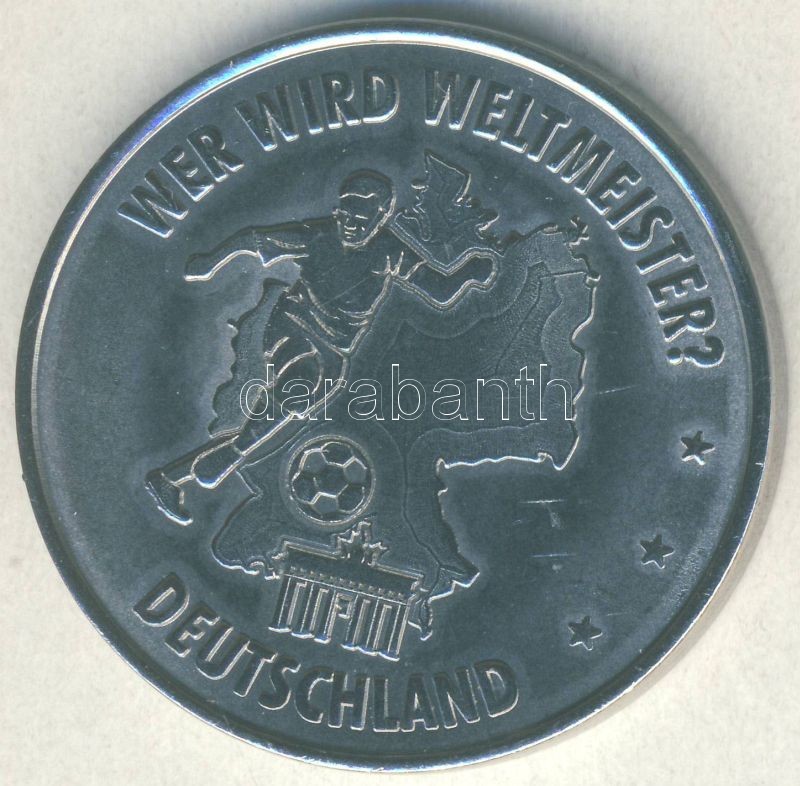 WER WIRD WELTMEISTER?
darabanth
DEUTSCHLAND